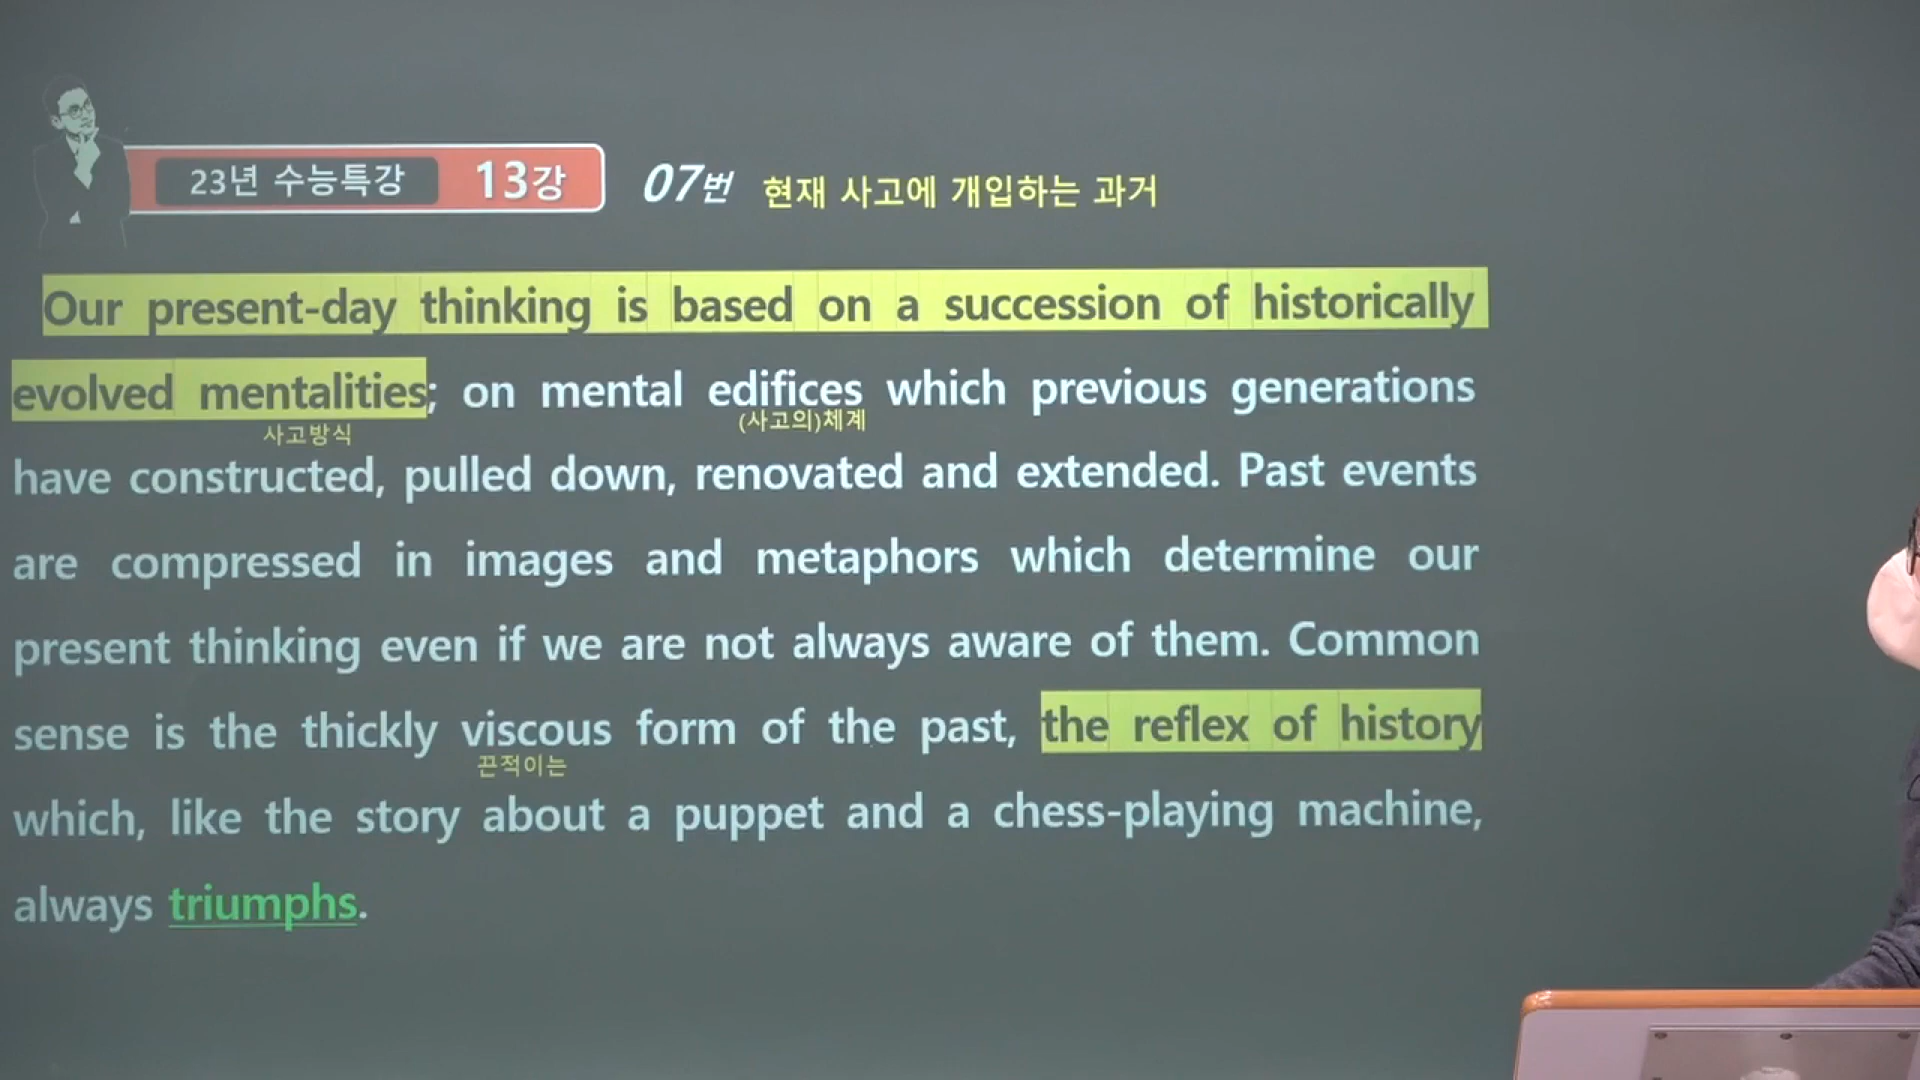 23년 수능특강 13강 07번 현재 사고에 개입하는 과거
Our present-day thinking is based on a succession of historically
evolved mentalities; on mental edifices which previous generations
사고방식 (사고의)체계
have constructed, pulled down, renovated and extended. Past events
are compressed in images and metaphors which determine our
present thinking even if we are not always aware of them. Common
sense is the thickly viscous form of the past, the reflex of history
끈적이는
which, like the story about a puppet and a chess-playing machine,
always triumphs.